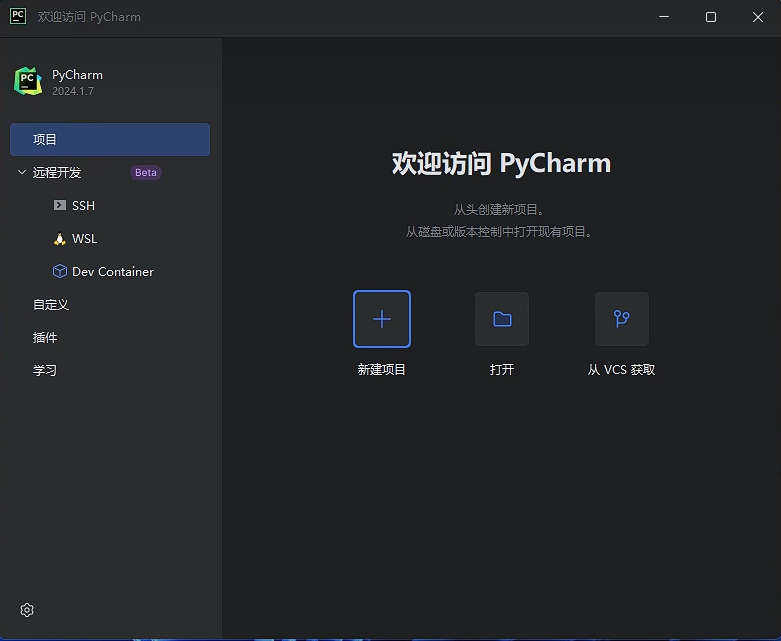 PC 欢迎访问 PyCharm
PC PyCharm
2024.1.7
项目
远程开发 Beta
SSH
WSL
Dev Container
自定义
插件
学习
欢迎访问 PyCharm
从头创建新项目。
从磁盘或版本控制中打开现有项目。
新建项目 打开 从 VCS 获取